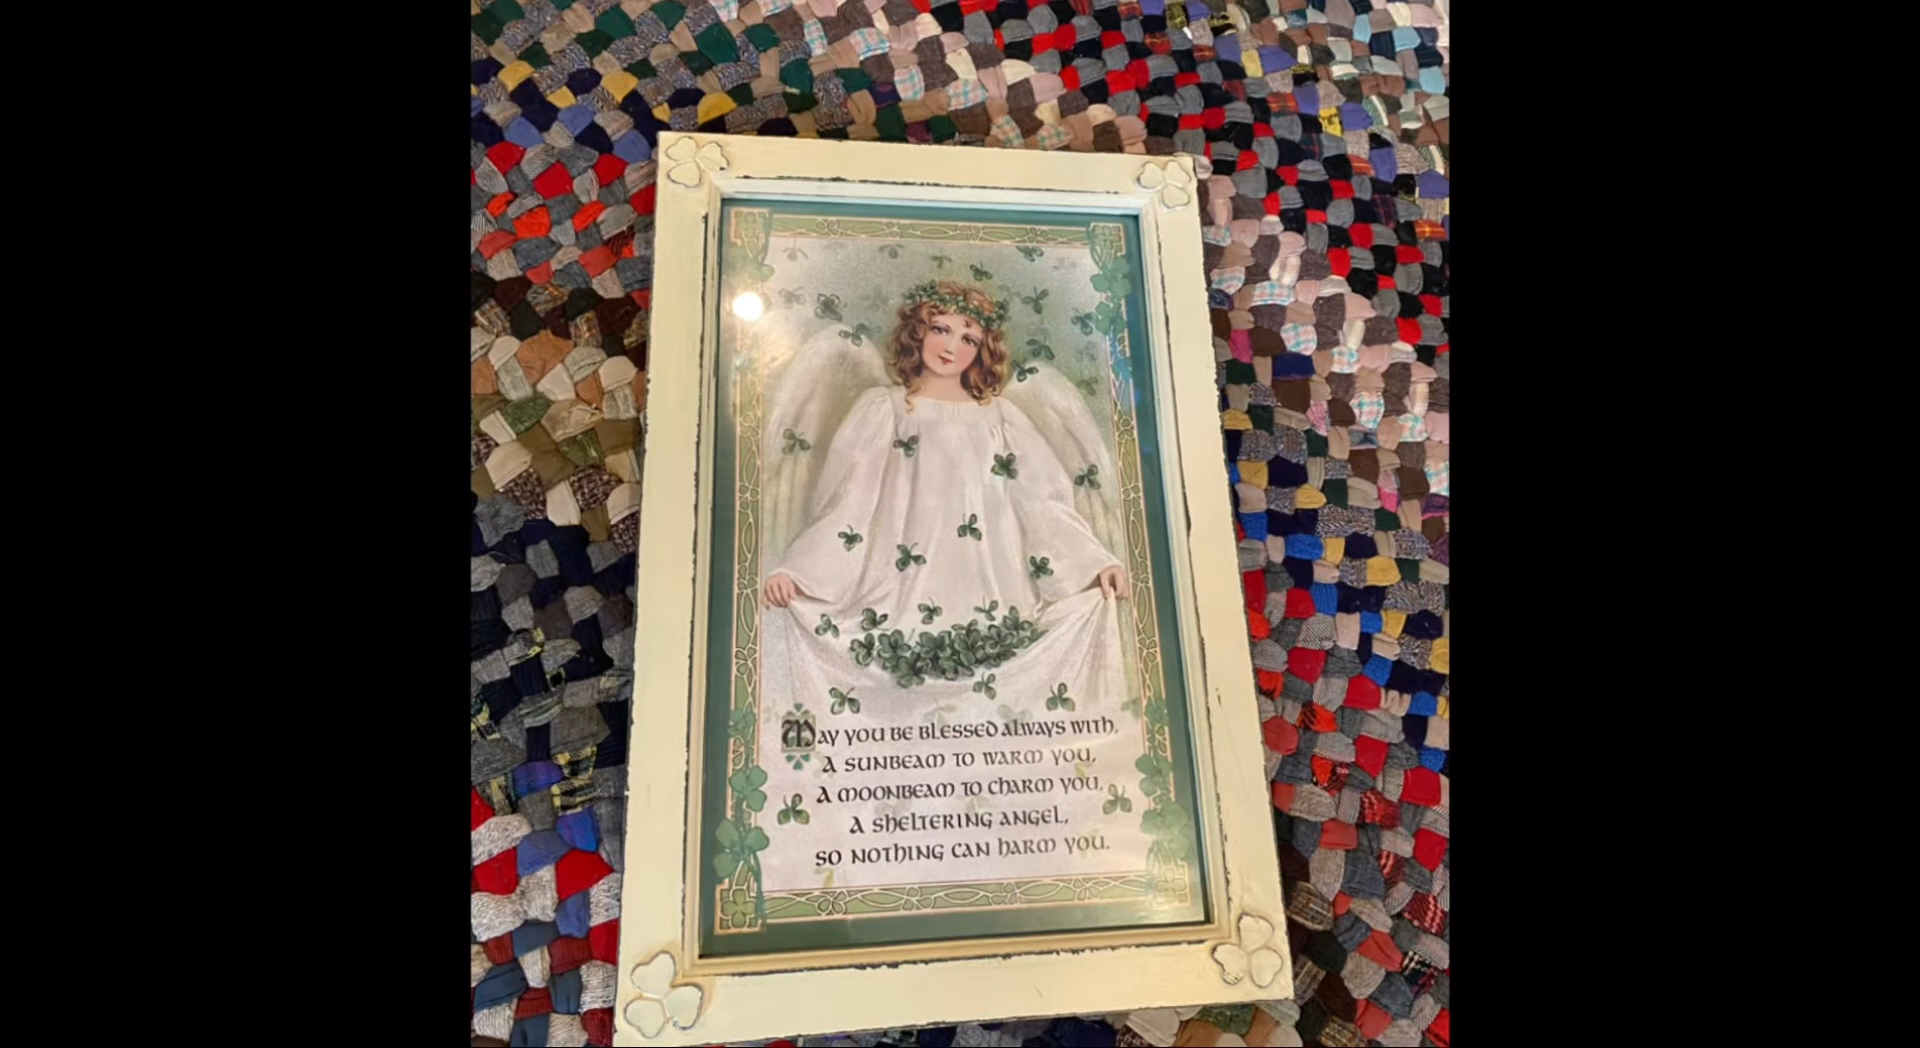 May you be blessed always with,
a sunbeam to warm you,
a moonbeam to charm you,
a sheltering angel,
so nothing can harm you.